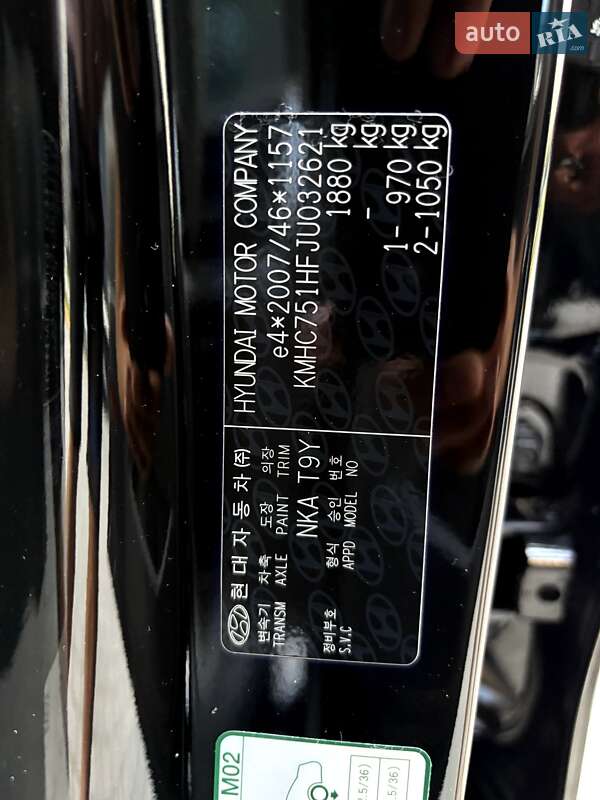 auto RIA.com
현대자동차(주) HYUNDAI MOTOR COMPANY
변속기 차축 도장 의장
TRANSM AXLE PAINT TRIM
e4*2007/46*1157
NKA T9Y
KMHC751HFJU032621
정비부호 형식 승인 번호
S.V.C APPD MODEL NO
1880 kg
- kg
1- 970 kg
2-1050 kg
M02